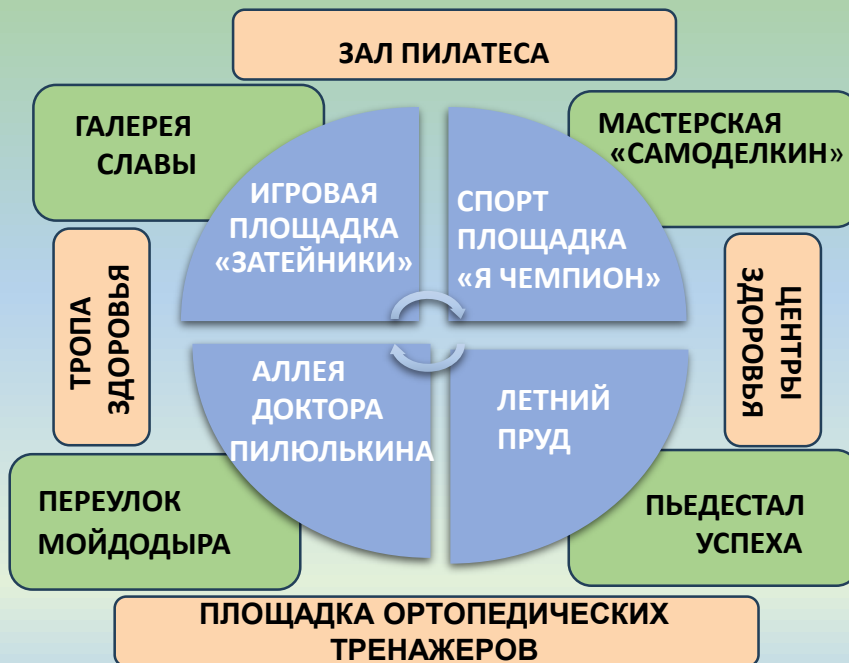 ЗАЛ ПИЛАТЕСА
ГАЛЕРЕЯ
СЛАВЫ
МАСТЕРСКАЯ
«САМОДЕЛКИН»
ИГРОВАЯ
ПЛОЩАДКА
«ЗАТЕЙНИКИ»
СПОРТ
ПЛОЩАДКА
«Я ЧЕМПИОН»
ТРОПА
ЗДОРОВЬЯ
ЦЕНТРЫ
ЗДОРОВЬЯ
АЛЛЕЯ
ДОКТОРА
ПИЛЮЛЬКИНА
ЛЕТНИЙ
ПРУД
ПЕРЕУЛОК
МОЙДОДЫРА
ПЬЕДЕСТАЛ
УСПЕХА
ПЛОЩАДКА ОРТОПЕДИЧЕСКИХ
ТРЕНАЖЕРОВ